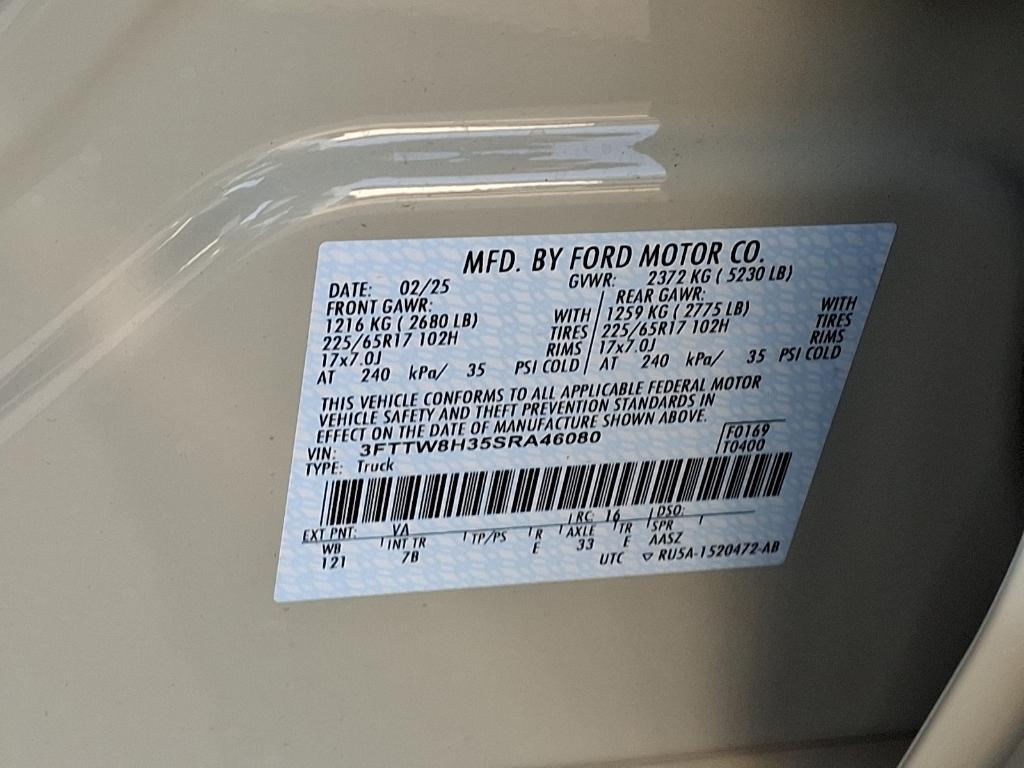 MFD. BY FORD MOTOR CO.
DATE: 02/25 GVWR: 2372 KG ( 5230 LB)
FRONT GAWR: REAR GAWR:
1216 KG ( 2680 LB) WITH 1259 KG ( 2775 LB) WITH
225/65R17 102H TIRES 225/65R17 102H TIRES
17x7.0J RIMS 17x7.0J RIMS
AT 240 kPa/ 35 PSI COLD AT 240 kPa/ 35 PSI COLD
THIS VEHICLE CONFORMS TO ALL APPLICABLE FEDERAL MOTOR
VEHICLE SAFETY AND THEFT PREVENTION STANDARDS IN
EFFECT ON THE DATE OF MANUFACTURE SHOWN ABOVE.
VIN: 3FTTW8H35SRA46080 F0169
TYPE: Truck T0400
EXT PNT: VA RC: 16 DSO:
WB INT TR TP/PS R AXLE TR SPR
121 7B E 33 E AASZ
UTC ▽ RU5A-1520472-AB